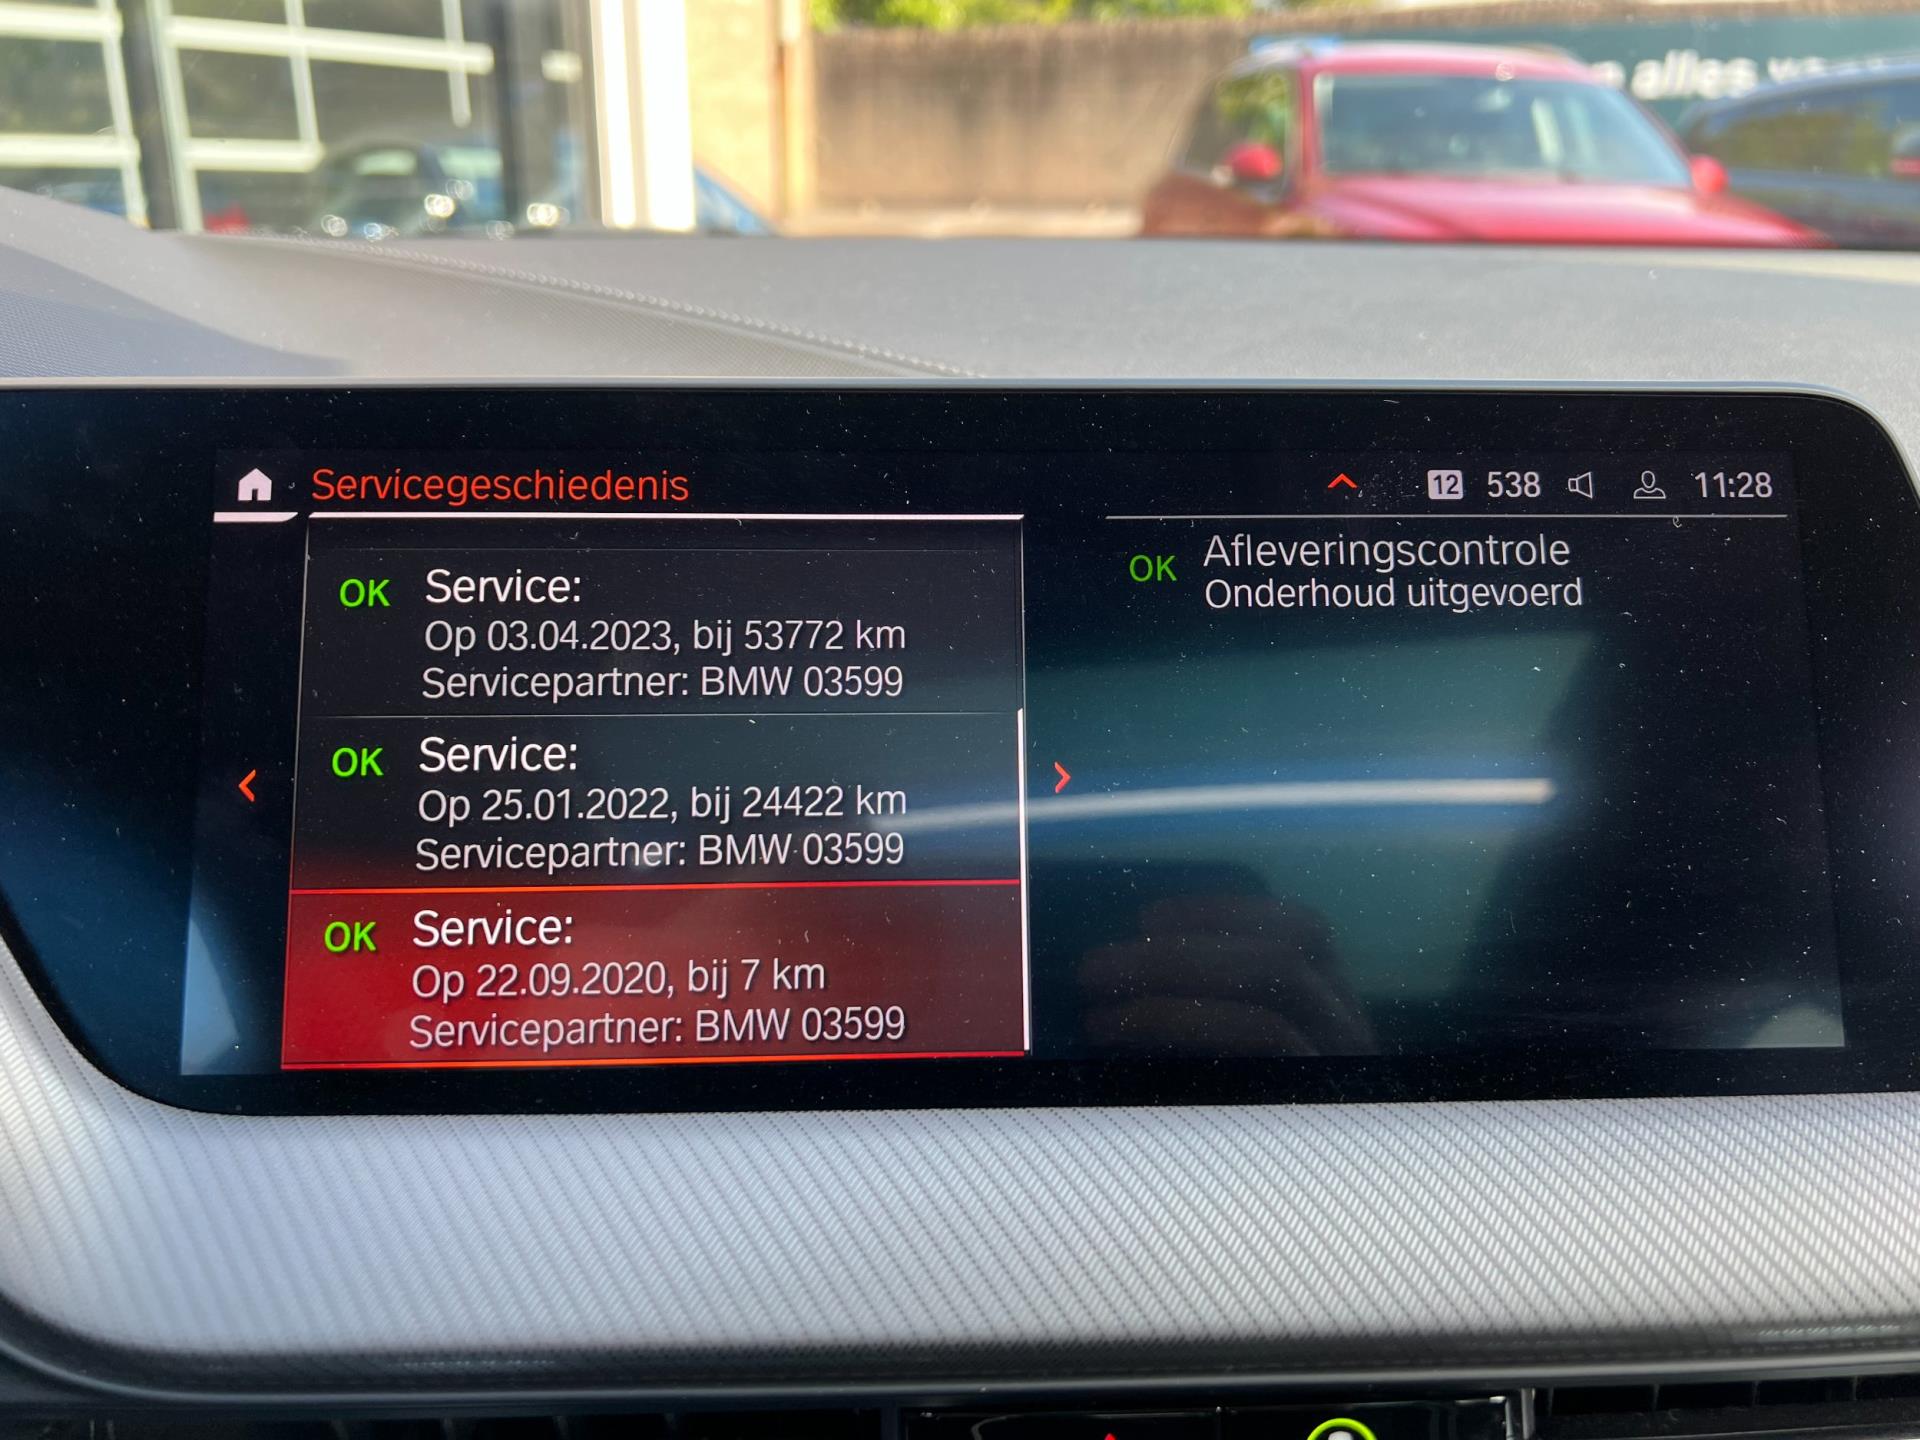 Servicegeschiedenis
12 538 11:28
OK Service:
Op 03.04.2023, bij 53772 km
Servicepartner: BMW 03599
OK Service:
Op 25.01.2022, bij 24422 km
Servicepartner: BMW 03599
OK Service:
Op 22.09.2020, bij 7 km
Servicepartner: BMW 03599
OK Afleveringscontrole
Onderhoud uitgevoerd
alles